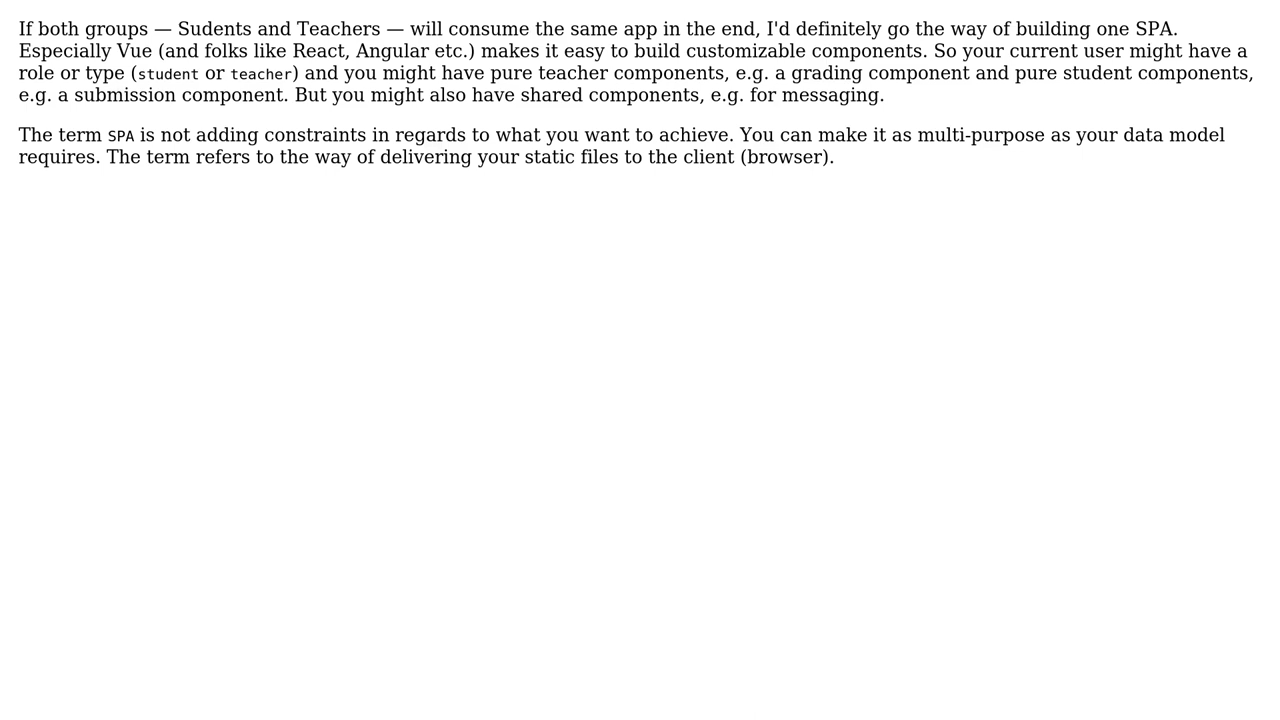 If both groups — Sudents and Teachers — will consume the same app in the end, I'd definitely go the way of building one SPA.
Especially Vue (and folks like React, Angular etc.) makes it easy to build customizable components. So your current user might have a
role or type (student or teacher) and you might have pure teacher components, e.g. a grading component and pure student components,
e.g. a submission component. But you might also have shared components, e.g. for messaging.
The term SPA is not adding constraints in regards to what you want to achieve. You can make it as multi-purpose as your data model
requires. The term refers to the way of delivering your static files to the client (browser).